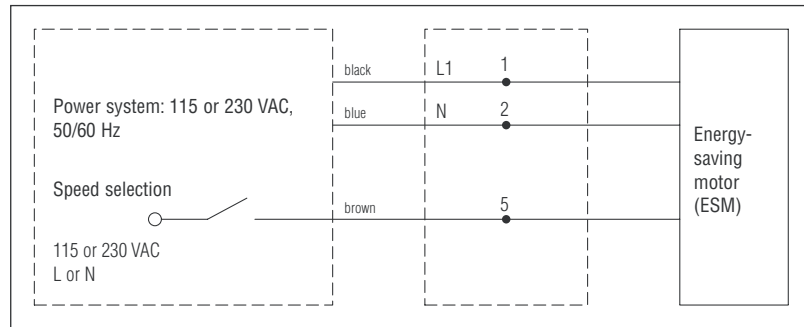 Power system: 115 or 230 VAC,
50/60 Hz
Speed selection
115 or 230 VAC
L or N
black
blue
brown
L1
1
N
2
5
Energy-
saving
motor
(ESM)